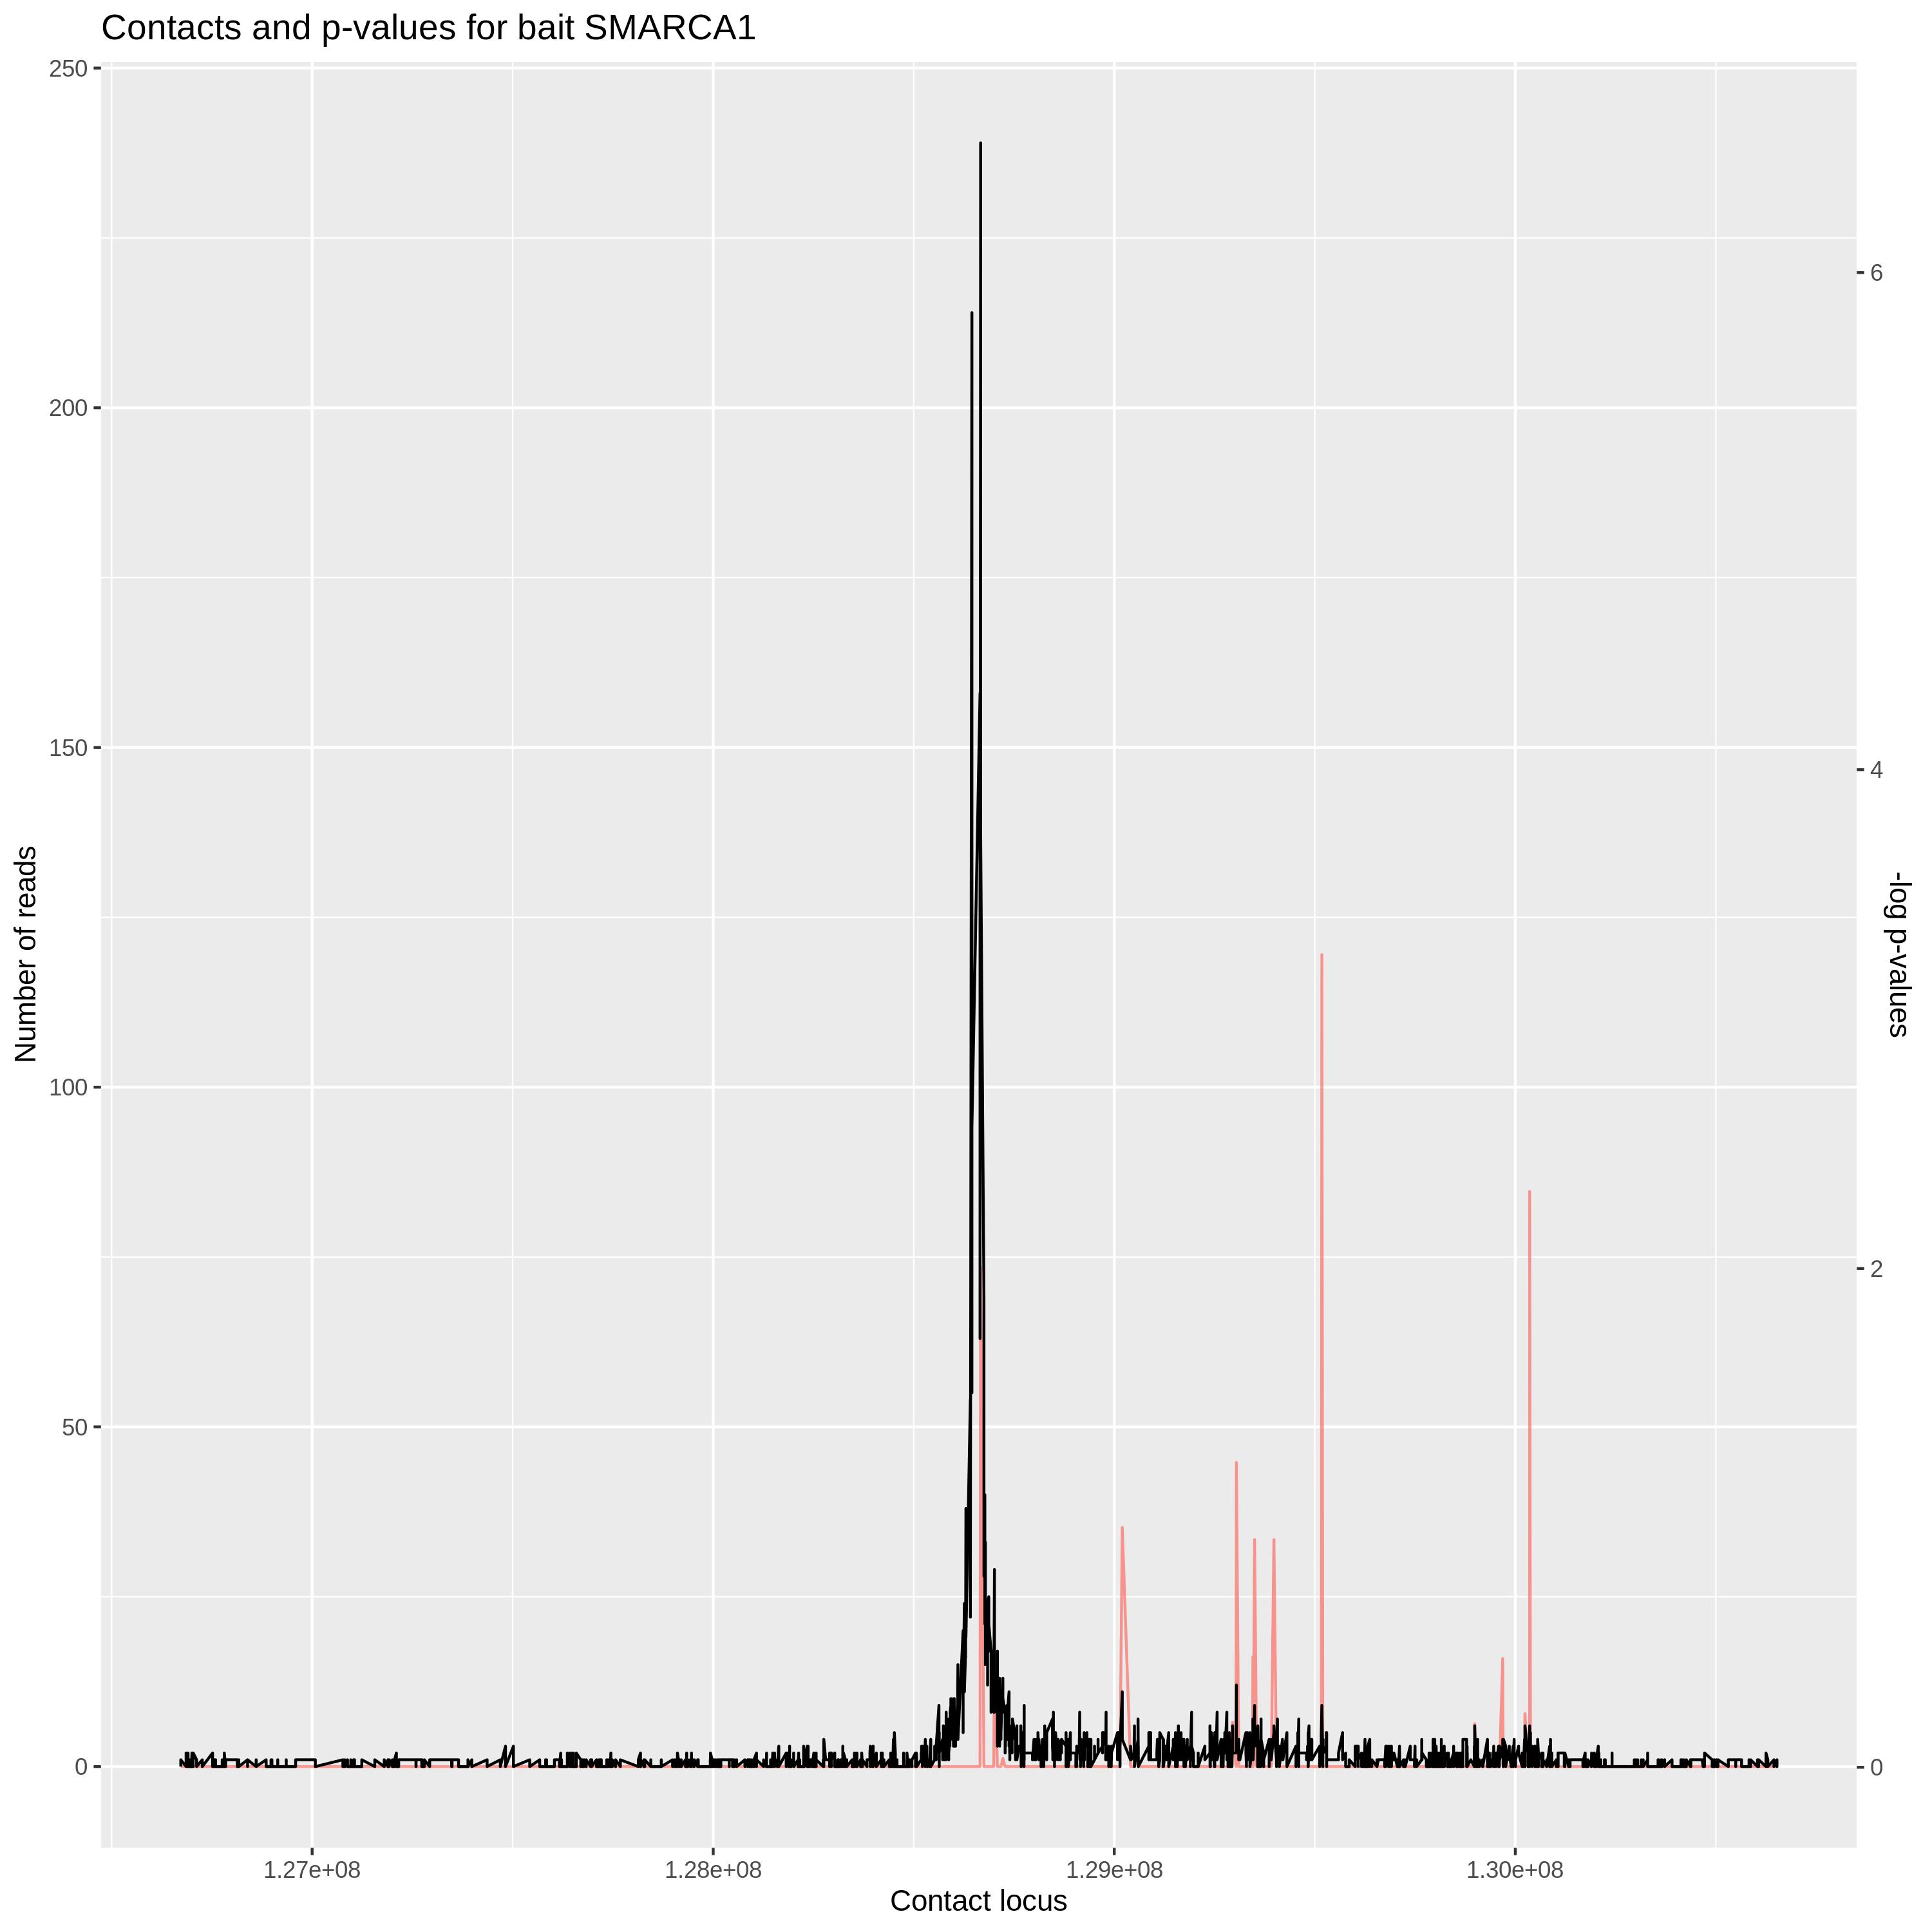 Contacts and p-values for bait SMARCA1
250
200
150
100
50
0
Number of reads
6
4
2
0
-log p-values
1.27e+08
1.28e+08
1.29e+08
1.30e+08
Contact locus